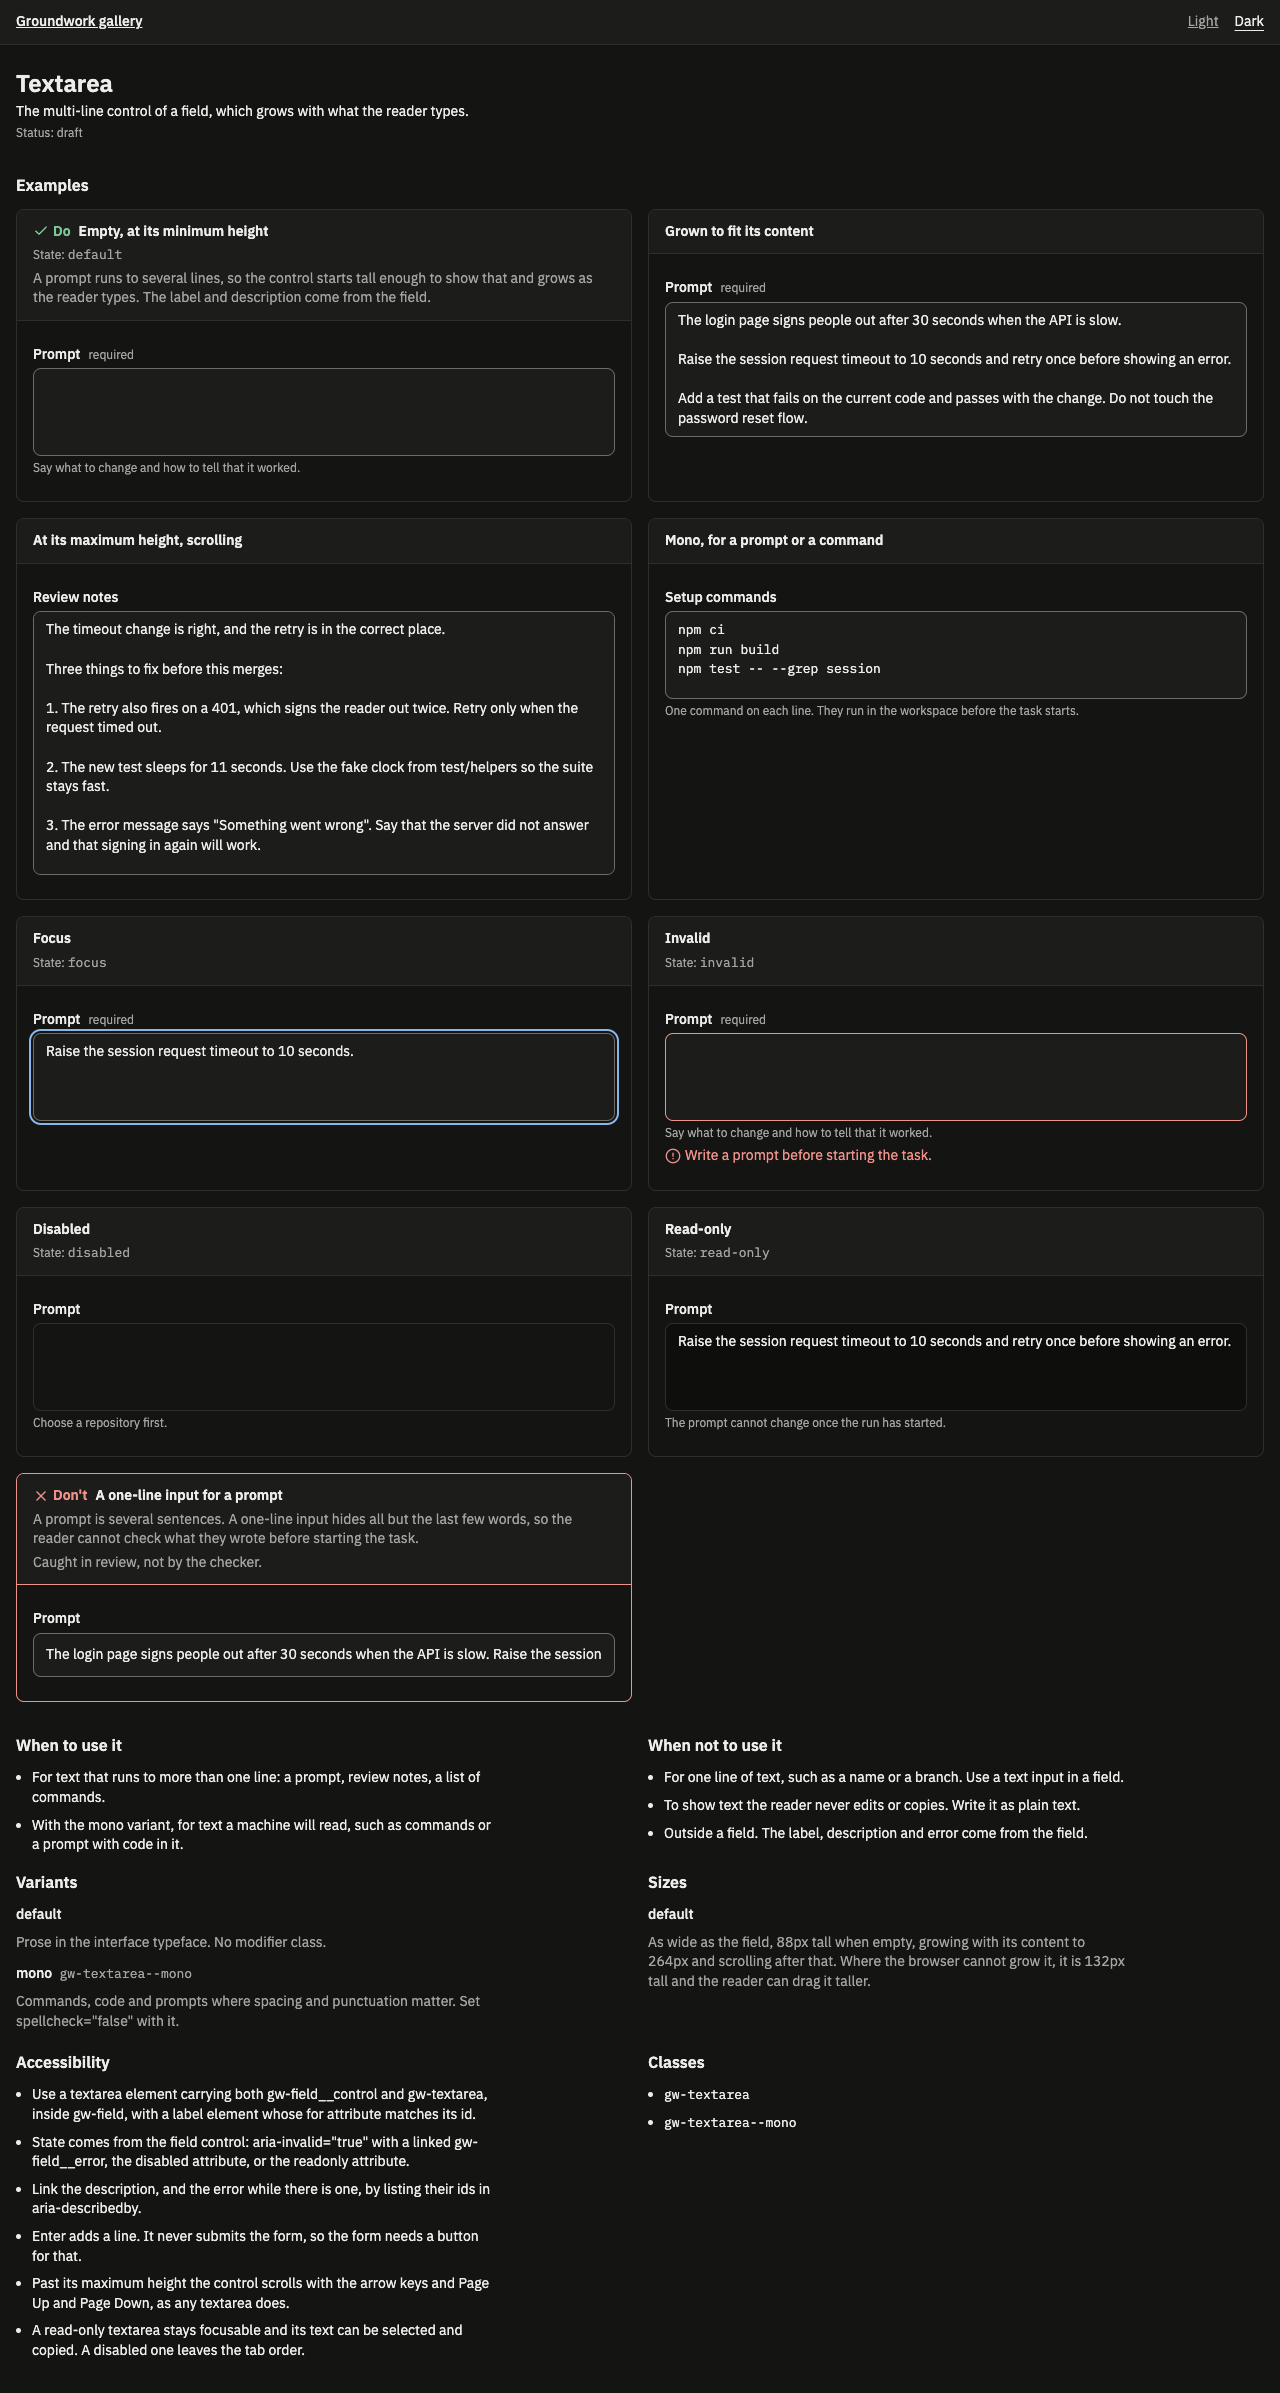 Groundwork gallery
Light Dark
Textarea
The multi-line control of a field, which grows with what the reader types.
Status: draft
Examples
Do Empty, at its minimum height
State: default
A prompt runs to several lines, so the control starts tall enough to show that and grows as
the reader types. The label and description come from the field.
Prompt required
Say what to change and how to tell that it worked.
Grown to fit its content
Prompt required
The login page signs people out after 30 seconds when the API is slow.
Raise the session request timeout to 10 seconds and retry once before showing an error.
Add a test that fails on the current code and passes with the change. Do not touch the
password reset flow.
At its maximum height, scrolling
Review notes
The timeout change is right, and the retry is in the correct place.
Three things to fix before this merges:
1. The retry also fires on a 401, which signs the reader out twice. Retry only when the
request timed out.
2. The new test sleeps for 11 seconds. Use the fake clock from test/helpers so the suite
stays fast.
3. The error message says "Something went wrong". Say that the server did not answer
and that signing in again will work.
Mono, for a prompt or a command
Setup commands
npm ci
npm run build
npm test -- --grep session
One command on each line. They run in the workspace before the task starts.
Focus
State: focus
Prompt required
Raise the session request timeout to 10 seconds.
Invalid
State: invalid
Prompt required
Say what to change and how to tell that it worked.
Write a prompt before starting the task.
Disabled
State: disabled
Prompt
Choose a repository first.
Read-only
State: read-only
Prompt
Raise the session request timeout to 10 seconds and retry once before showing an error.
The prompt cannot change once the run has started.
Don't A one-line input for a prompt
A prompt is several sentences. A one-line input hides all but the last few words, so the
reader cannot check what they wrote before starting the task.
Caught in review, not by the checker.
Prompt
The login page signs people out after 30 seconds when the API is slow. Raise the session
When to use it
• For text that runs to more than one line: a prompt, review notes, a list of
commands.
• With the mono variant, for text a machine will read, such as commands or
a prompt with code in it.
When not to use it
• For one line of text, such as a name or a branch. Use a text input in a field.
• To show text the reader never edits or copies. Write it as plain text.
• Outside a field. The label, description and error come from the field.
Variants
default
Prose in the interface typeface. No modifier class.
mono gw-textarea--mono
Commands, code and prompts where spacing and punctuation matter. Set
spellcheck="false" with it.
Sizes
default
As wide as the field, 88px tall when empty, growing with its content to
264px and scrolling after that. Where the browser cannot grow it, it is 132px
tall and the reader can drag it taller.
Accessibility
• Use a textarea element carrying both gw-field__control and gw-textarea,
inside gw-field, with a label element whose for attribute matches its id.
• State comes from the field control: aria-invalid="true" with a linked gw-
field__error, the disabled attribute, or the readonly attribute.
• Link the description, and the error while there is one, by listing their ids in
aria-describedby.
• Enter adds a line. It never submits the form, so the form needs a button
for that.
• Past its maximum height the control scrolls with the arrow keys and Page
Up and Page Down, as any textarea does.
• A read-only textarea stays focusable and its text can be selected and
copied. A disabled one leaves the tab order.
Classes
• gw-textarea
• gw-textarea--mono